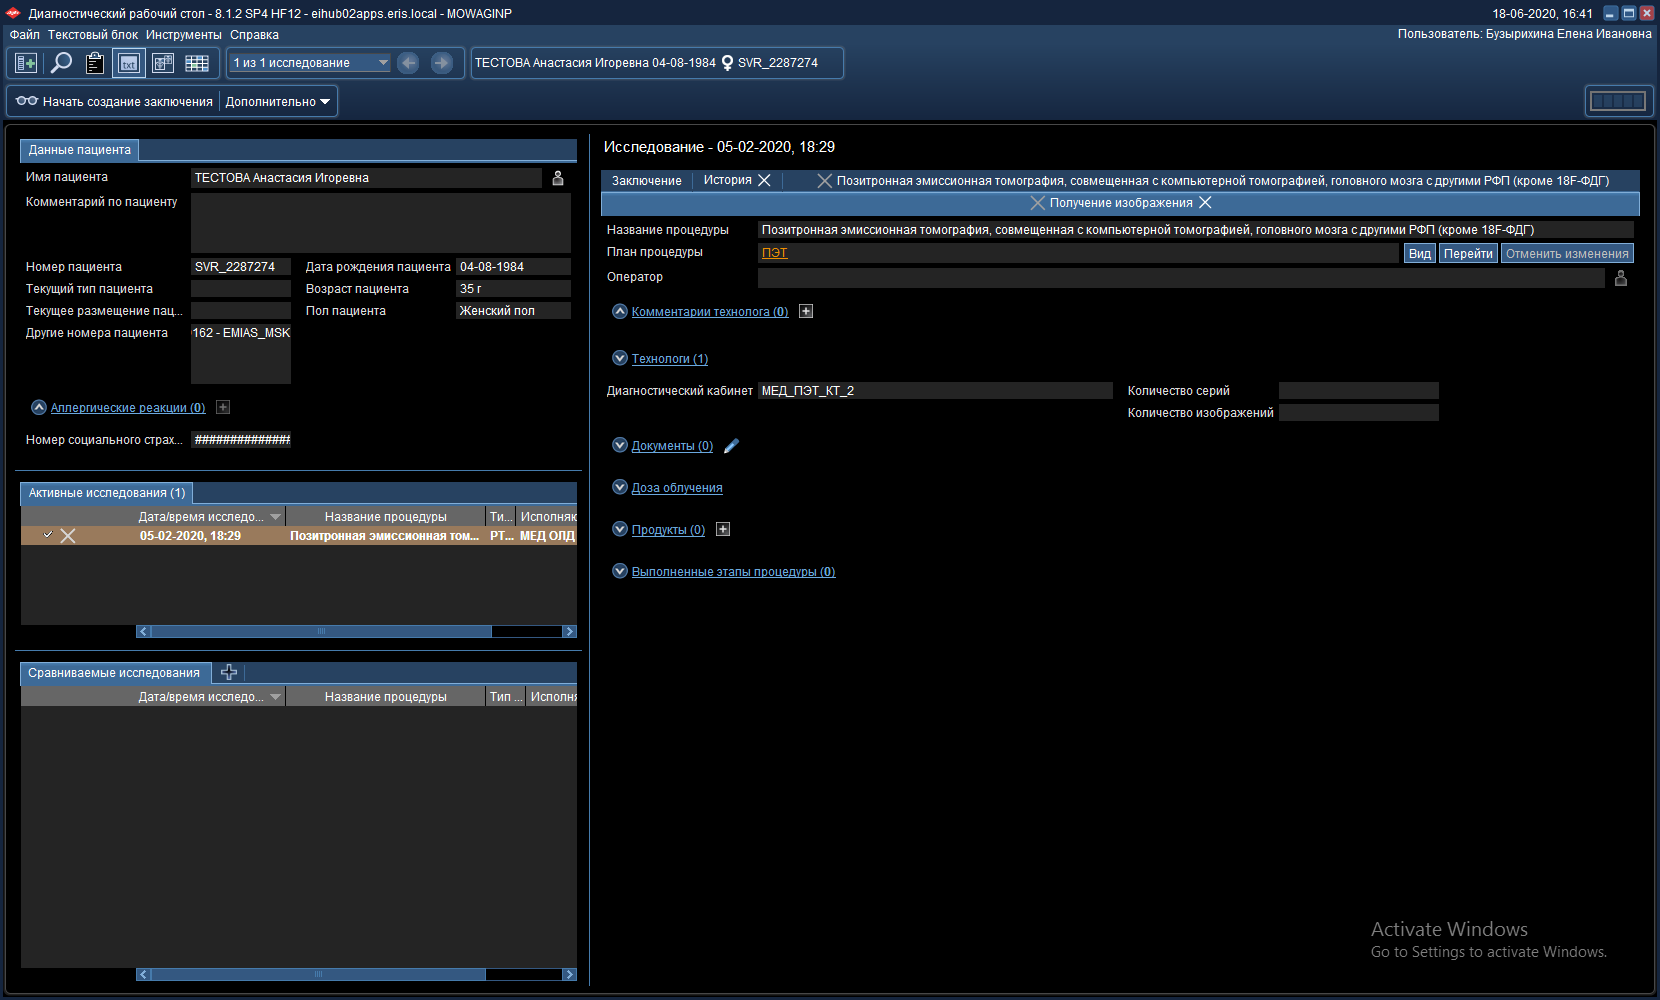 Диагностический рабочий стол - 8.1.2 SP4 HF12 - eihub02apps.eris.local - MOWAGINP
18-06-2020, 16:41
Файл Текстовый блок Инструменты Справка
Пользователь: Бузырихина Елена Ивановна
txt
1 из 1 исследование
ТЕСТОВА Анастасия Игоревна 04-08-1984 SVR_2287274
Начать создание заключения
Дополнительно
Данные пациента
Имя пациента ТЕСТОВА Анастасия Игоревна
Комментарий по пациенту
Номер пациента SVR_2287274 Дата рождения пациента 04-08-1984
Текущий тип пациента Возраст пациента 35 г
Текущее размещение пац... Пол пациента Женский пол
Другие номера пациента 162 - EMIAS_MSK
Аллергические реакции (0)
Номер социального страх... ##############
Активные исследования (1)
Дата/время исследо... Название процедуры Ти... Исполняю
05-02-2020, 18:29 Позитронная эмиссионная том... PT... МЕД ОЛД
Сравниваемые исследования
Дата/время исследо... Название процедуры Тип ... Исполня
Исследование - 05-02-2020, 18:29
Заключение История Позитронная эмиссионная томография, совмещенная с компьютерной томографией, головного мозга с другими РФП (кроме 18F-ФДГ)
Получение изображения
Название процедуры Позитронная эмиссионная томография, совмещенная с компьютерной томографией, головного мозга с другими РФП (кроме 18F-ФДГ)
План процедуры ПЭТ Вид Перейти Отменить изменения
Оператор
Комментарии технолога (0)
Технологи (1)
Диагностический кабинет МЕД_ПЭТ_КТ_2 Количество серий
Количество изображений
Документы (0)
Доза облучения
Продукты (0)
Выполненные этапы процедуры (0)
Activate Windows
Go to Settings to activate Windows.